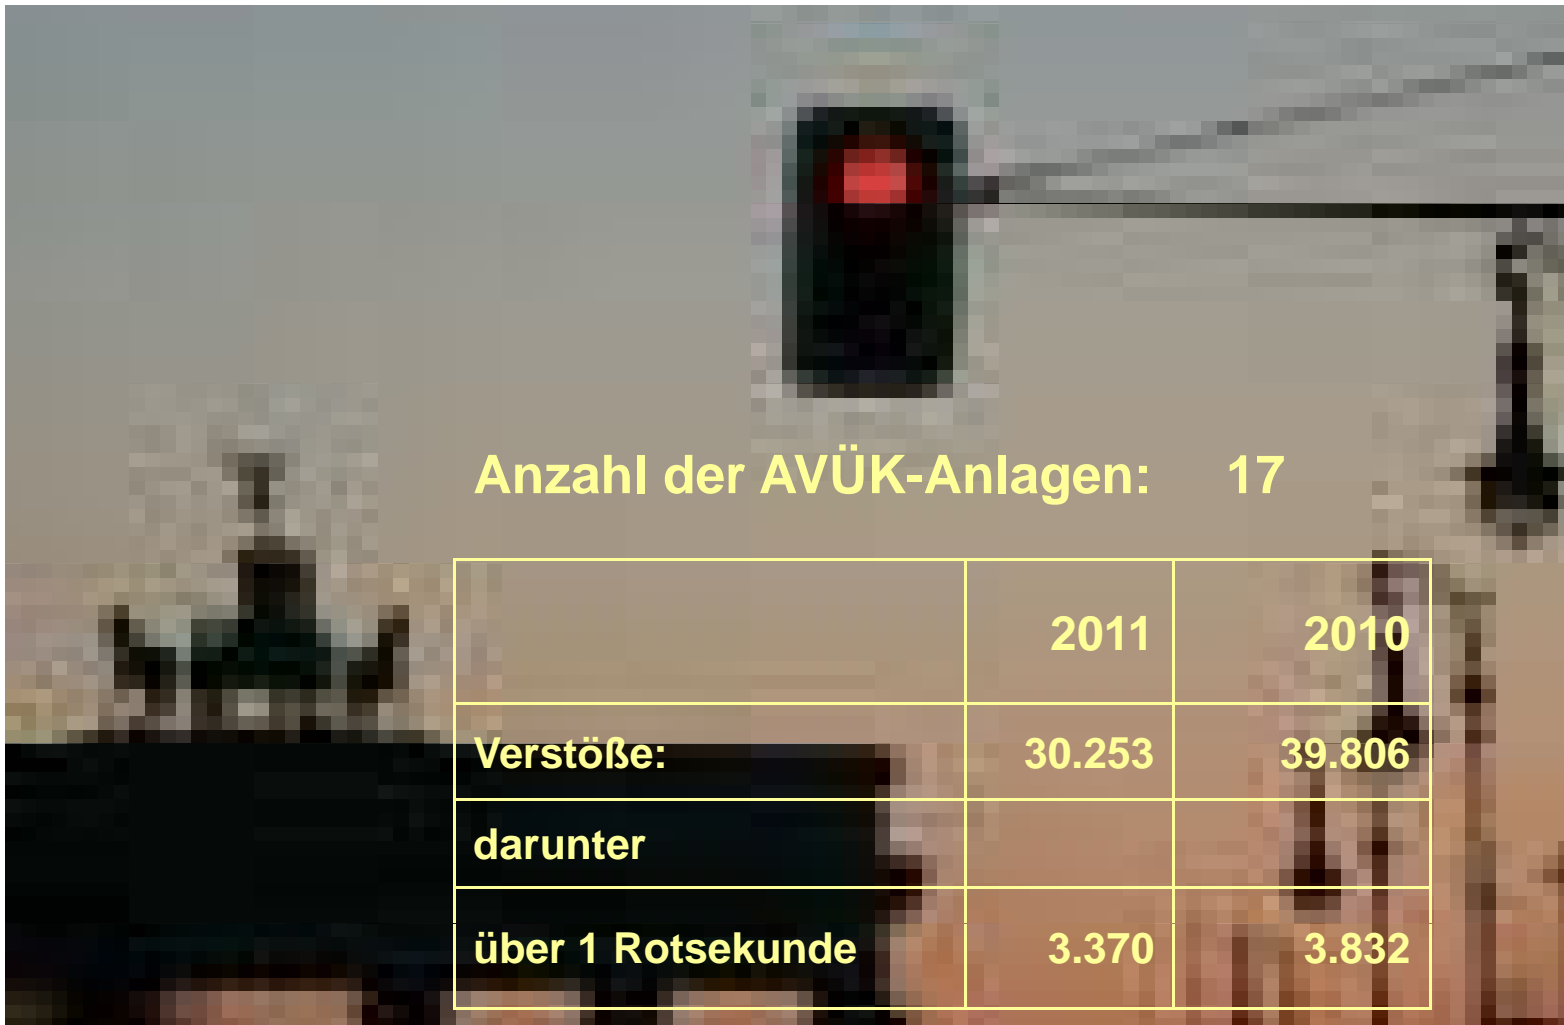 Anzahl der AVÜK-Anlagen: 17
2011 2010
Verstöße: 30.253 39.806
darunter
über 1 Rotsekunde 3.370 3.832